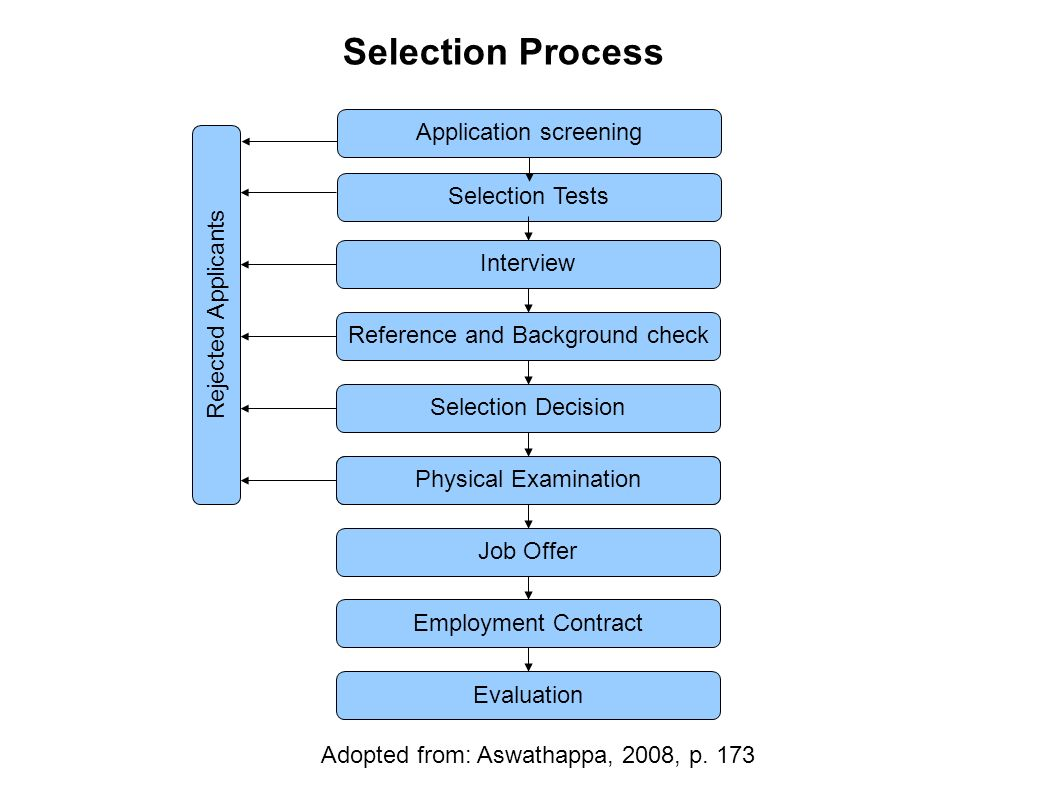 Selection Process
Application screening
Selection Tests
Interview
Reference and Background check
Selection Decision
Physical Examination
Job Offer
Employment Contract
Evaluation
Rejected Applicants
Adopted from: Aswathappa, 2008, p. 173